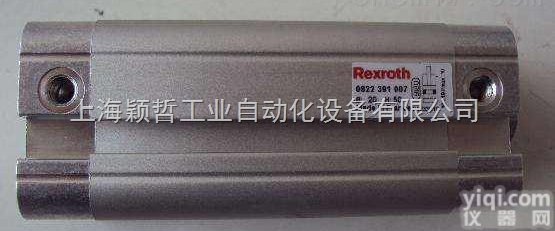 Rexroth
0822 391 007
上海颖哲工业自动化设备有限公司
yiqi.com
仪器网